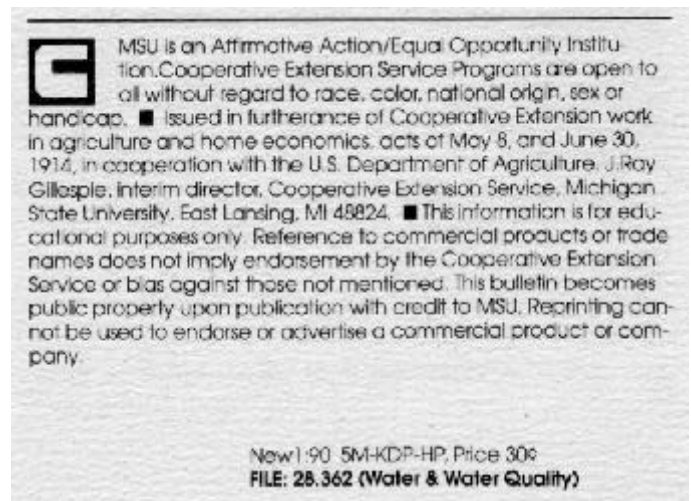 MSU is an Affirmative Action/Equal Opportunity Institu-
tion. Cooperative Extension Service Programs are open to
all without regard to race, color, national origin, sex or
handicap. ■ Issued in furtherance of Cooperative Extension work
in agriculture and home economics, acts of May 8, and June 30,
1914, in cooperation with the U.S. Department of Agriculture. J.Ray
Gillespie, interim director, Cooperative Extension Service, Michigan
State University, East Lansing, MI 48824. ■ This information is for edu-
cational purposes only. Reference to commercial products or trade
names does not imply endorsement by the Cooperative Extension
Service or bias against those not mentioned. This bulletin becomes
public property upon publication with credit to MSU. Reprinting can-
not be used to endorse or advertise a commercial product or com-
pany.
New 1:90 5M-KDP-HP, Price 30¢
FILE: 28.362 (Water & Water Quality)